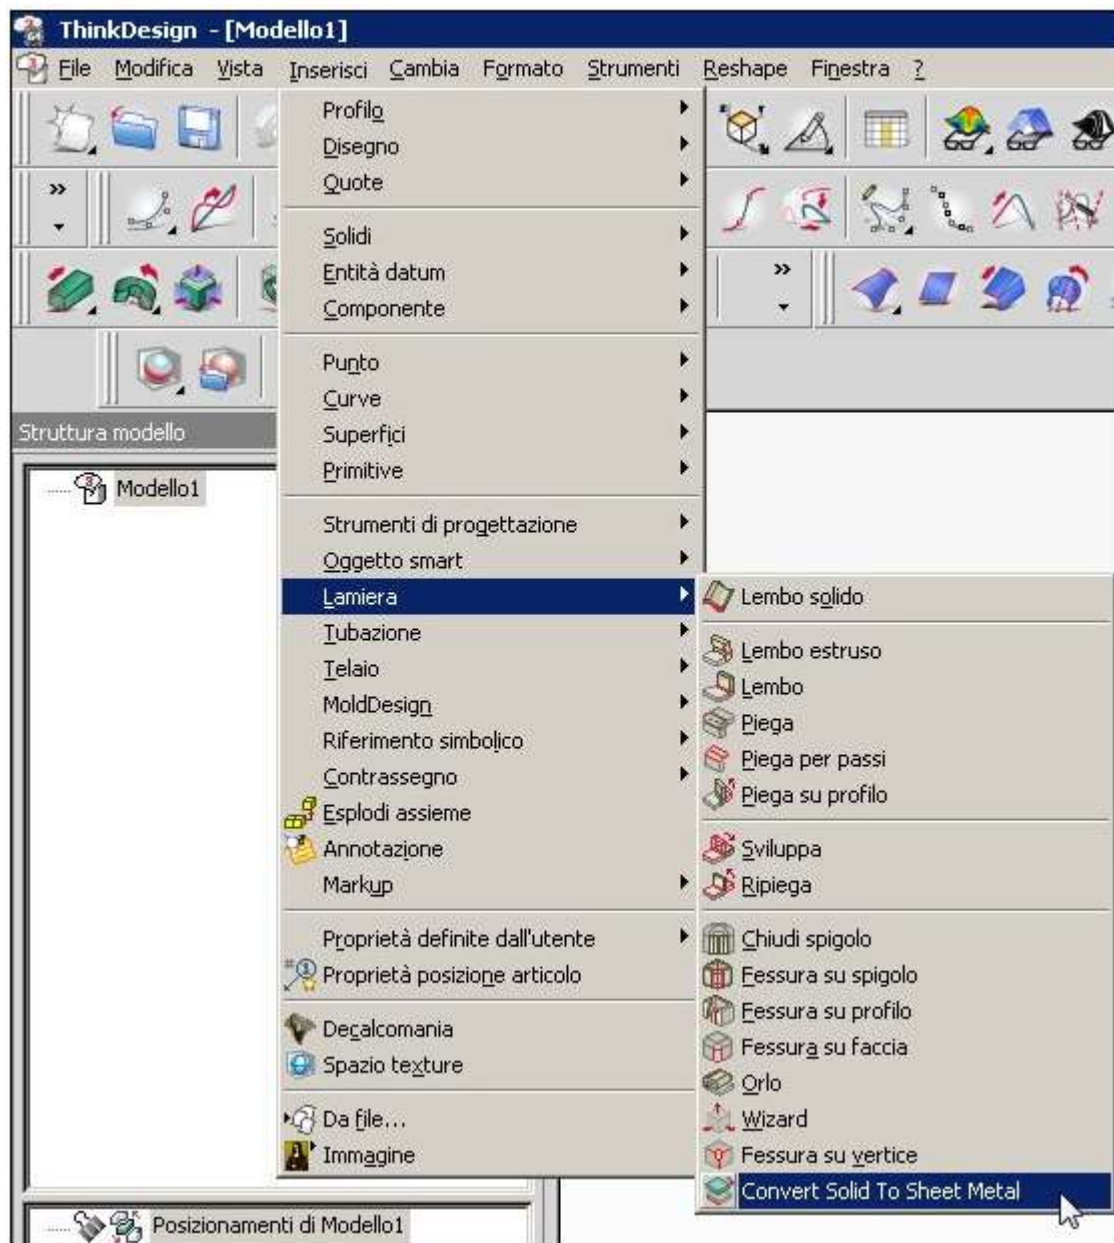 ThinkDesign - [Modello1]
File Modifica Vista Inserisci Cambia Formato Strumenti Reshape Finestra ?
Profilo
Disegno
Quote
Solidi
Entità datum
Componente
Punto
Curve
Superfici
Primitive
Strumenti di progettazione
Oggetto smart
Lamiera
Tubazione
Telaio
MoldDesign
Riferimento simbolico
Contrassegno
Esplodi assieme
Annotazione
Markup
Proprietà definite dall'utente
Proprietà posizione articolo
Decalcomania
Spazio texture
Da file...
Immagine
Lembo solido
Lembo estruso
Lembo
Piega
Piega per passi
Piega su profilo
Sviluppa
Ripiega
Chiudi spigolo
Fessura su spigolo
Fessura su profilo
Fessura su faccia
Orlo
Wizard
Fessura su vertice
Convert Solid To Sheet Metal
Struttura modello
Modello1
Posizionamenti di Modello1